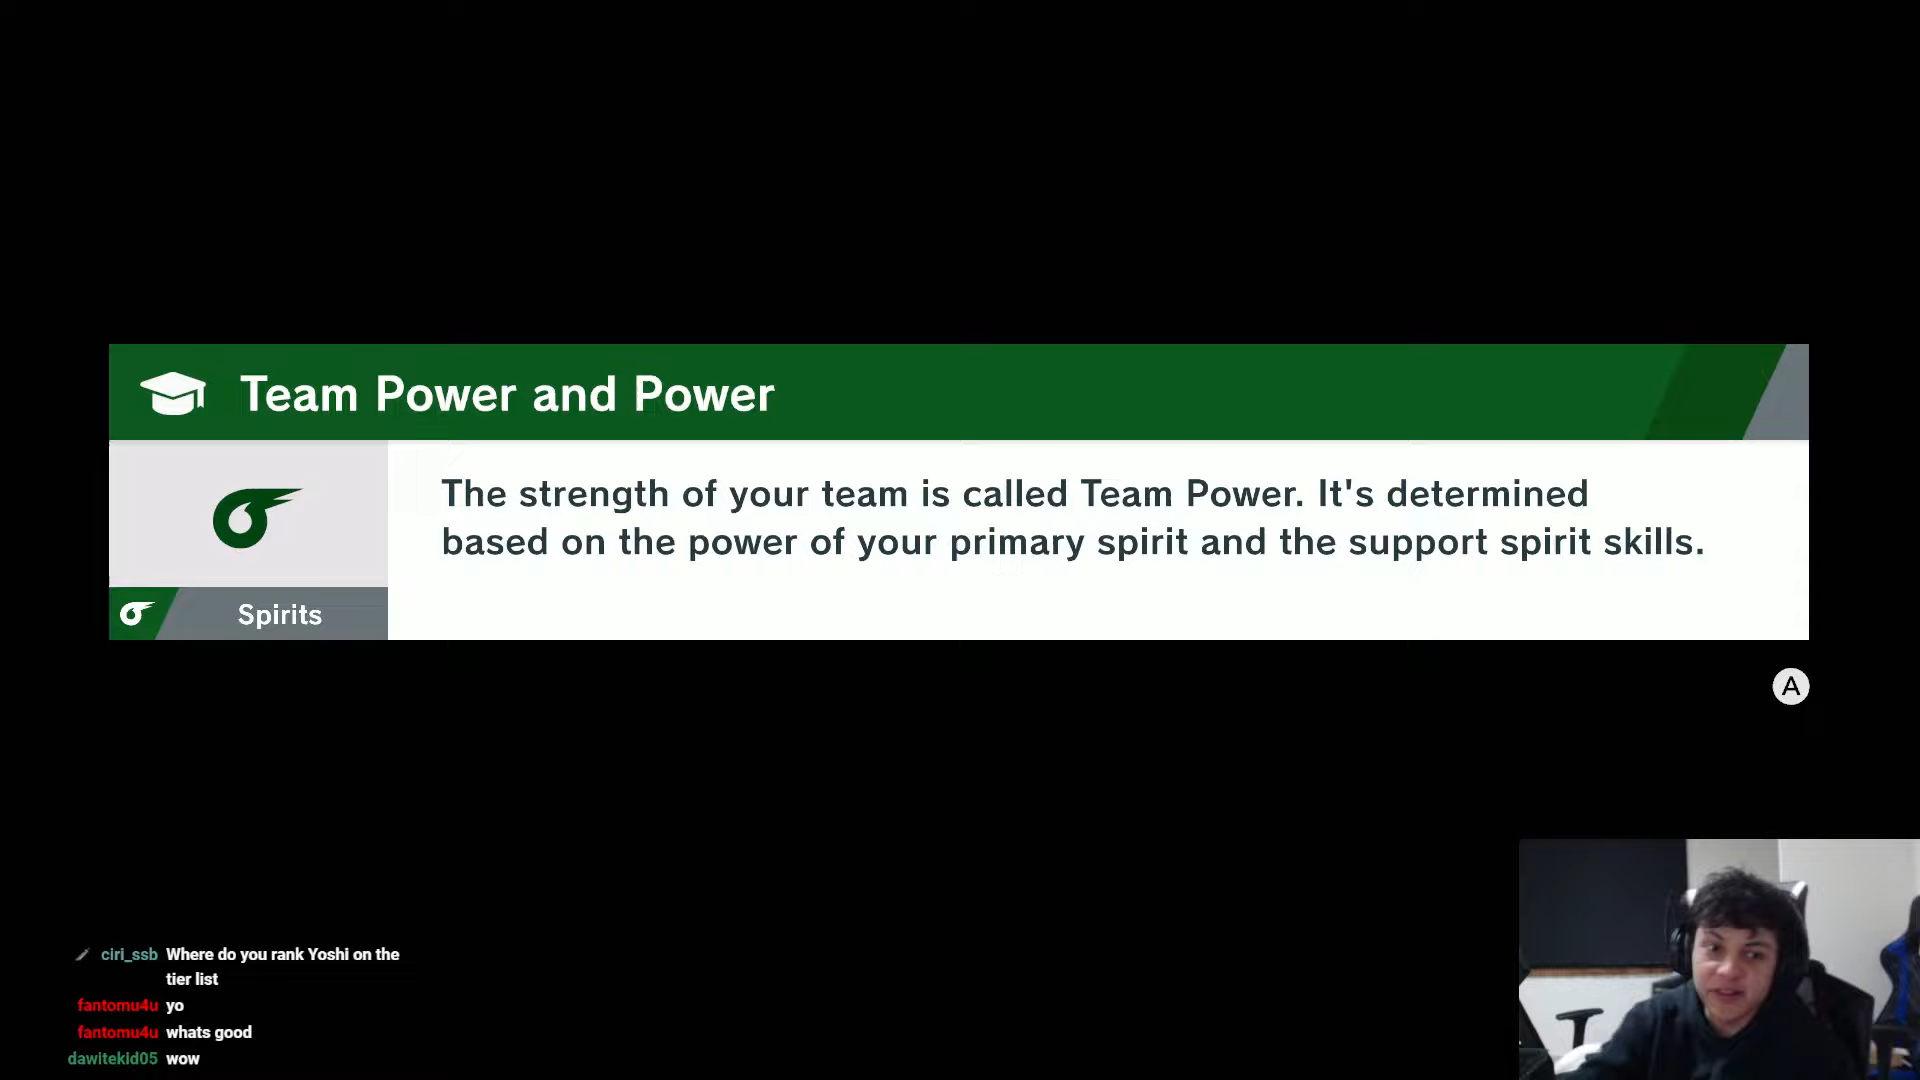 Team Power and Power
The strength of your team is called Team Power. It's determined
based on the power of your primary spirit and the support spirit skills.
Spirits
A
ciri_ssb Where do you rank Yoshi on the
tier list
fantomu4u yo
fantomu4u whats good
dawitekid05 wow